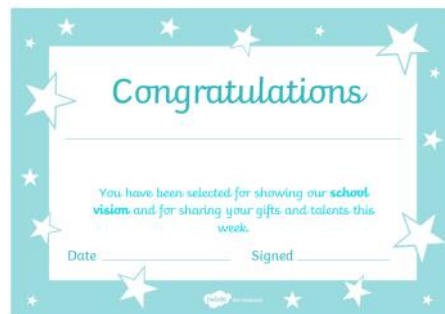 Congratulations
You have been selected for showing our school
vision and for sharing your gifts and talents this
week.
Date Signed
twinkl